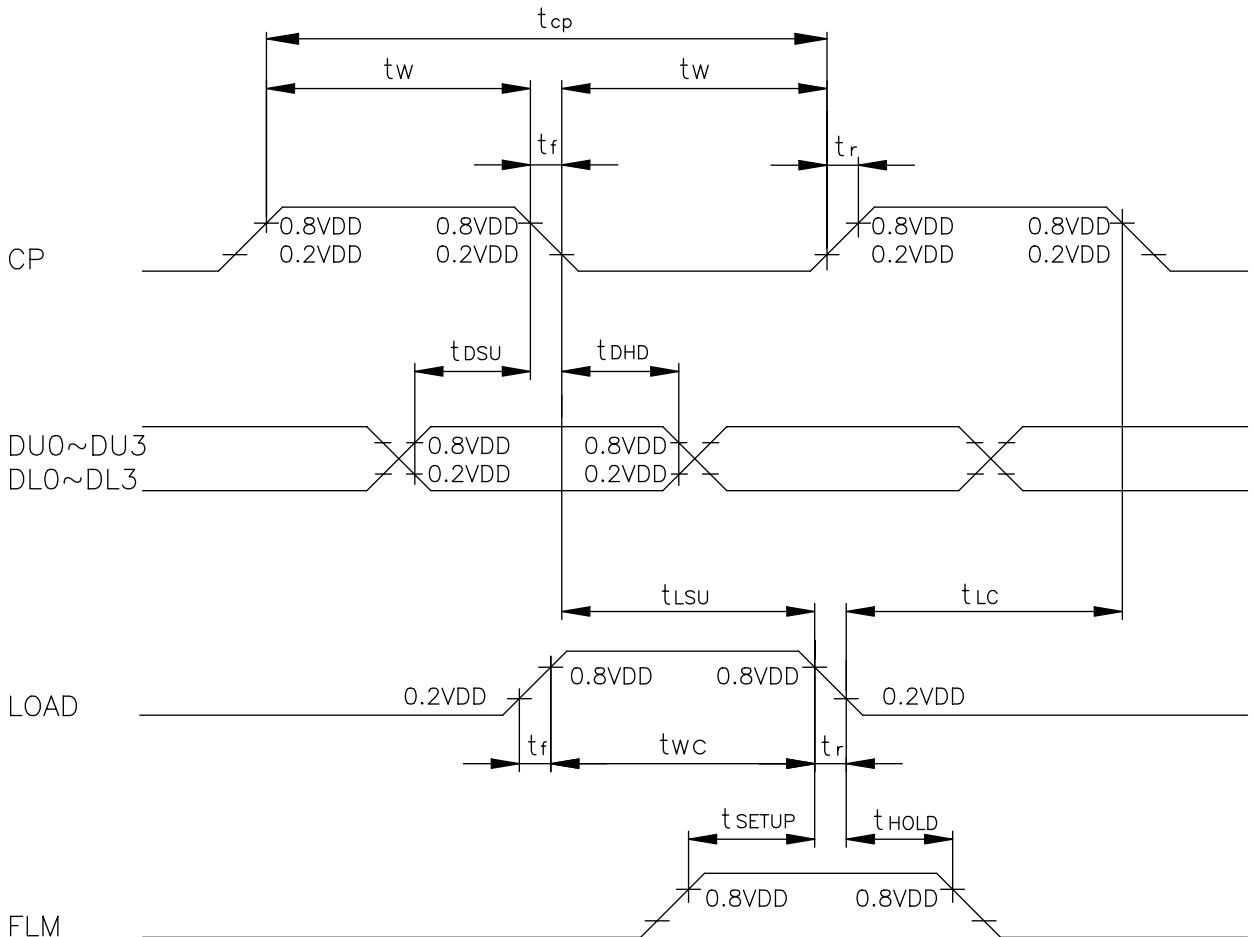 tcp
tw tw
tf tr
0.8VDD 0.8VDD 0.8VDD 0.8VDD
CP 0.2VDD 0.2VDD 0.2VDD 0.2VDD
tDSU tDHD
DU0~DU3 0.8VDD 0.8VDD
DL0~DL3 0.2VDD 0.2VDD
tLSU tLC
0.8VDD 0.8VDD
LOAD 0.2VDD 0.2VDD
tf twc tr
tSETUP tHOLD
0.8VDD 0.8VDD
FLM